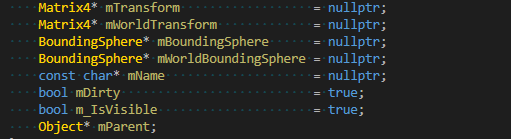 Matrix4* mTransform = nullptr;
Matrix4* mWorldTransform = nullptr;
BoundingSphere* mBoundingSphere = nullptr;
BoundingSphere* mWorldBoundingSphere = nullptr;
const char* mName = nullptr;
bool mDirty = true;
bool m_IsVisible = true;
Object* mParent;